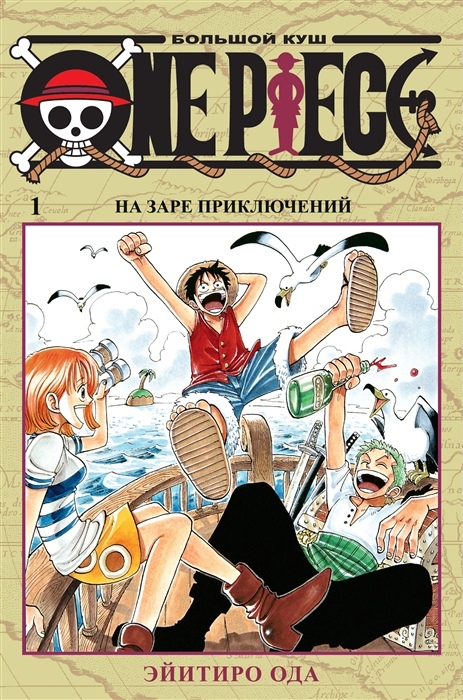 БОЛЬШОЙ КУШ
ONE PIECE
1
НА ЗАРЕ ПРИКЛЮЧЕНИЙ
ЭЙИТИРО ОДА